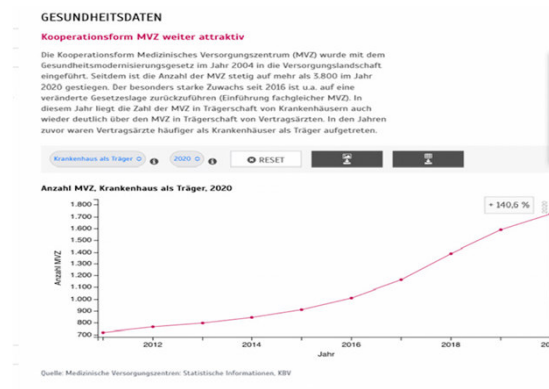 GESUNDHEITSDATEN
Kooperationsform MVZ weiter attraktiv
Die Kooperationsform Medizinisches Versorgungszentrum (MVZ) wurde mit dem
Gesundheitsmodernisierungsgesetz im Jahr 2004 in die Versorgungslandschaft
eingeführt. Seitdem ist die Anzahl der MVZ stetig auf mehr als 3.800 im Jahr
2020 gestiegen. Der besonders starke Zuwachs seit 2016 ist u.a. auf eine
veränderte Gesetzeslage zurückzuführen (Einführung fachgleicher MVZ). In
diesem Jahr liegt die Zahl der MVZ in Trägerschaft von Krankenhäusern auch
wieder deutlich über den MVZ in Trägerschaft von Vertragsärzten. In den Jahren
zuvor waren Vertragsärzte häufiger als Krankenhäuser als Träger aufgetreten.
Krankenhaus als Träger 2020 RESET
Anzahl MVZ, Krankenhaus als Träger, 2020
+ 140,6 %
2020
1.800
1.700
1.600
1.500
1.400
1.300
1.200
1.100
1.000
900
800
700
Anzahl MVZ
2012 2014 2016 2018 20
Jahr
Quelle: Medizinische Versorgungszentren: Statistische Informationen, KBV